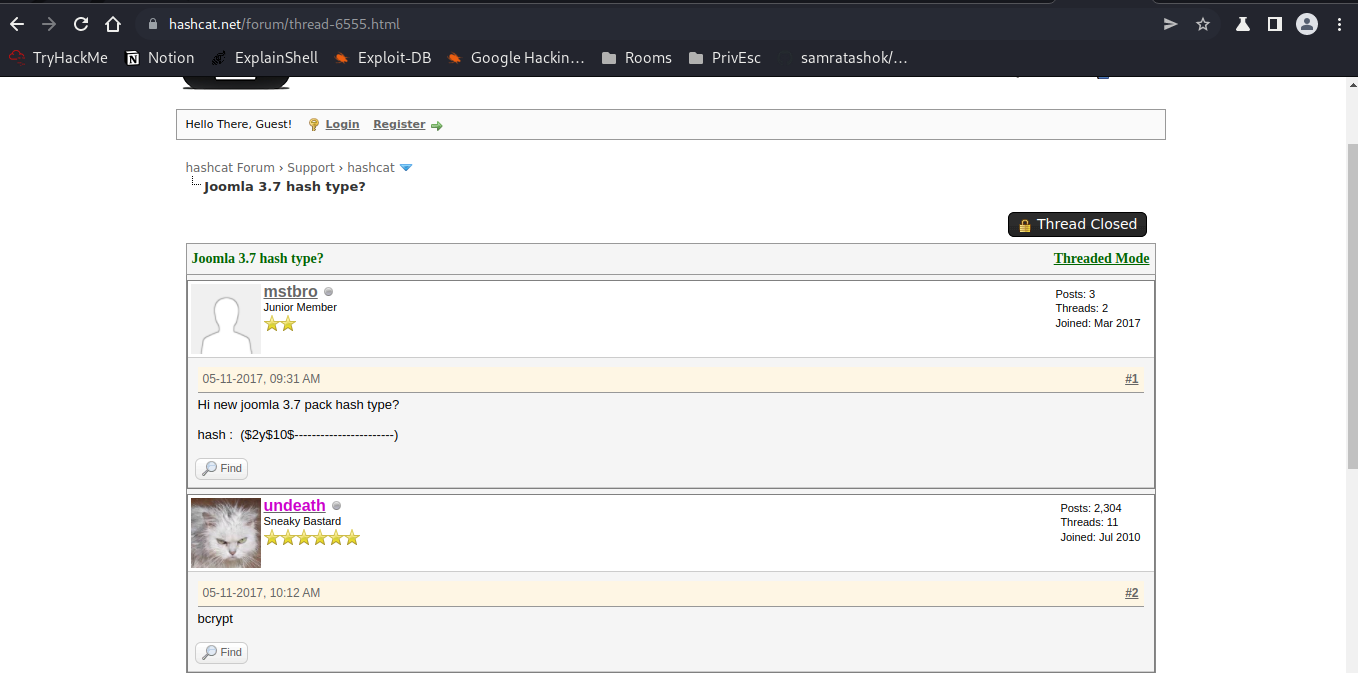 hashcat.net/forum/thread-6555.html
TryHackMe Notion ExplainShell Exploit-DB Google Hackin… Rooms PrivEsc samratashok/…
Hello There, Guest! Login Register
hashcat Forum › Support › hashcat
Joomla 3.7 hash type?
Thread Closed
Joomla 3.7 hash type? Threaded Mode
mstbro
Junior Member
Posts: 3
Threads: 2
Joined: Mar 2017
05-11-2017, 09:31 AM #1
Hi new joomla 3.7 pack hash type?
hash : ($2y$10$-----------------------)
Find
undeath
Sneaky Bastard
Posts: 2,304
Threads: 11
Joined: Jul 2010
05-11-2017, 10:12 AM #2
bcrypt
Find